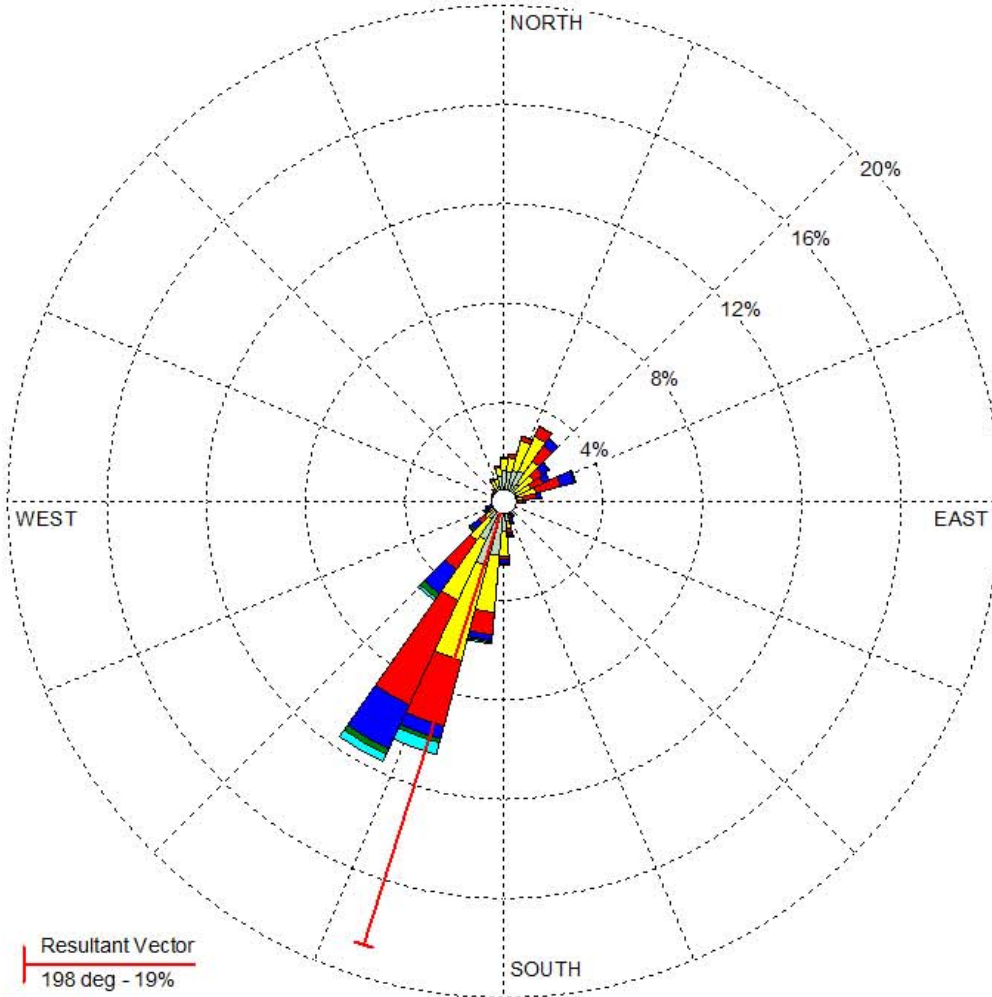 NORTH
20%
16%
12%
8%
4%
WEST
EAST
Resultant Vector
198 deg - 19%
SOUTH